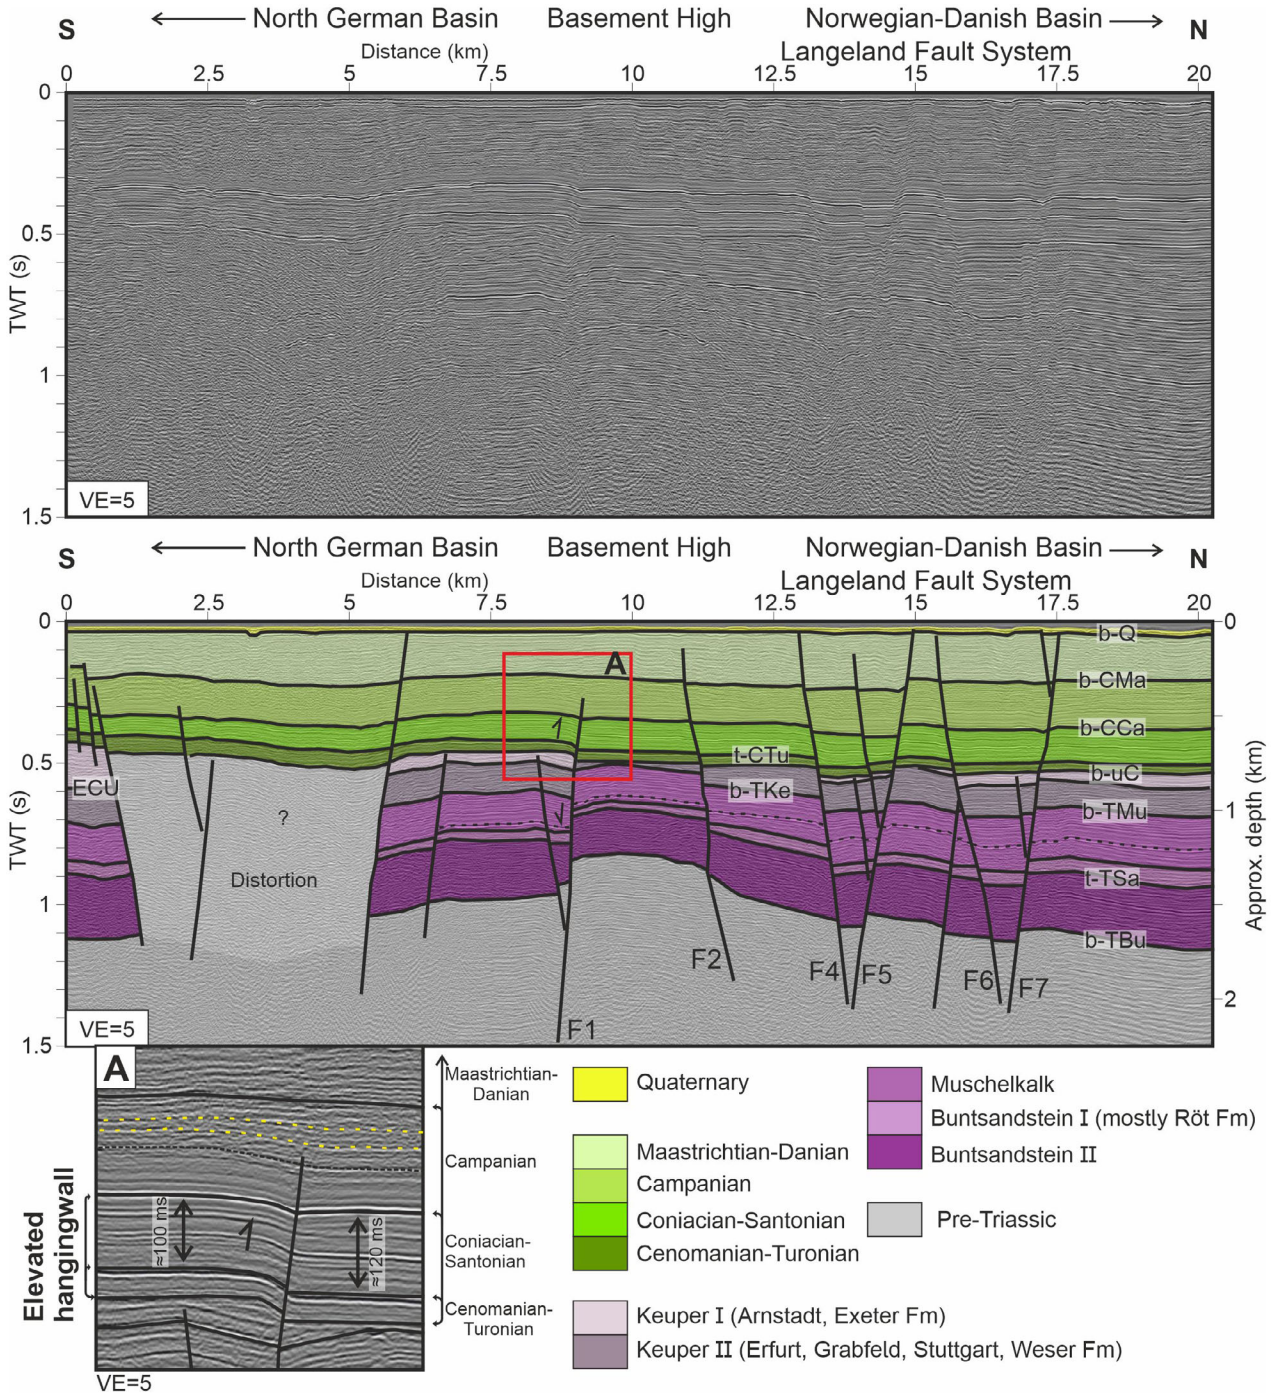 North German Basin
Basement High
Norwegian-Danish Basin
S
N
Distance (km)
Langeland Fault System
0
2.5
5
7.5
10
12.5
15
17.5
20
0
0.5
1
1.5
TWT (s)
VE=5
North German Basin
Basement High
Norwegian-Danish Basin
S
N
Distance (km)
Langeland Fault System
0
2.5
5
7.5
10
12.5
15
17.5
20
0
0.5
1
1.5
TWT (s)
0
1
2
Approx. depth (km)
A
b-Q
b-CMa
b-CCa
t-CTu
b-uC
ECU
b-TKe
b-TMu
?
Distortion
t-TSa
b-TBu
F1
F2
F4
F5
F6
F7
VE=5
A
Elevated
hangingwall
≈100 ms
≈120 ms
Maastrichtian-
Danian
Campanian
Coniacian-
Santonian
Cenomanian-
Turonian
VE=5
Quaternary
Maastrichtian-Danian
Campanian
Coniacian-Santonian
Cenomanian-Turonian
Keuper I (Arnstadt, Exeter Fm)
Keuper II (Erfurt, Grabfeld, Stuttgart, Weser Fm)
Muschelkalk
Buntsandstein I (mostly Röt Fm)
Buntsandstein II
Pre-Triassic